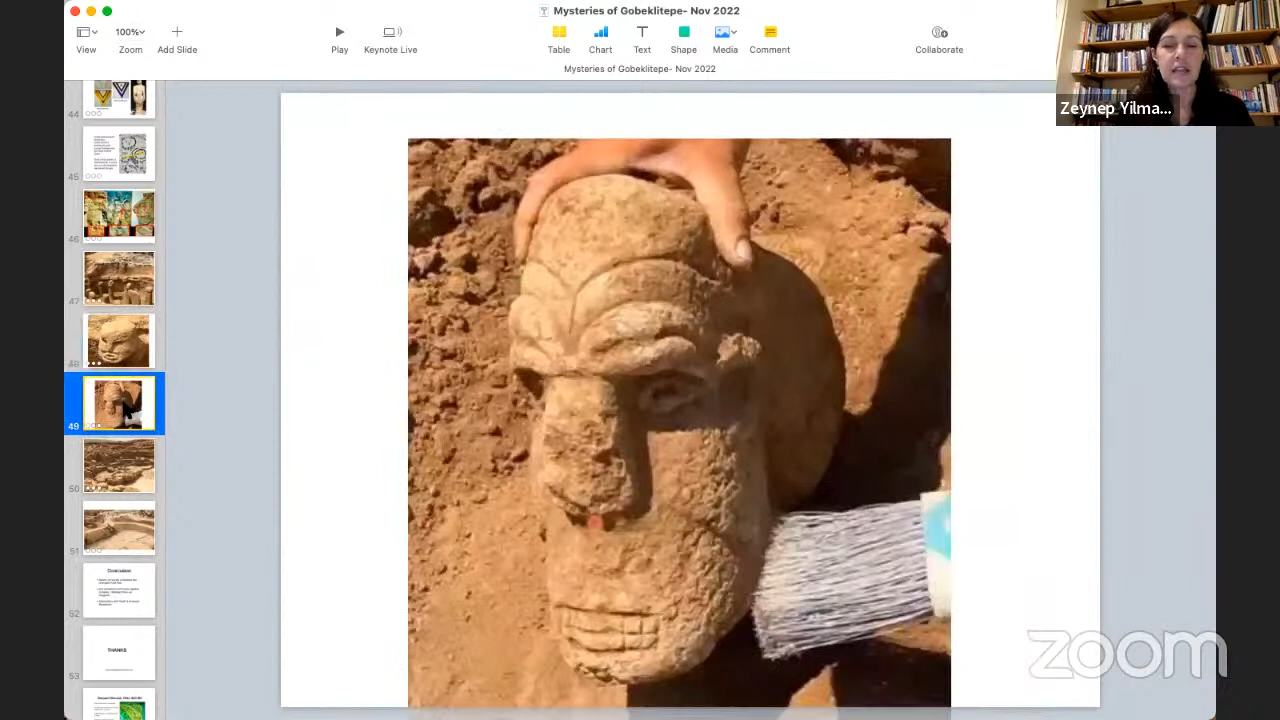 Mysteries of Gobeklitepe- Nov 2022
100%
View
Zoom
Add Slide
Play
Keynote Live
Table
Chart
Text
Shape
Media
Comment
Collaborate
Mysteries of Gobeklitepe- Nov 2022
Zeynep Yilma...
44
45
46
47
48
49
50
51
Conclusion
52
THANKS
53
zoom